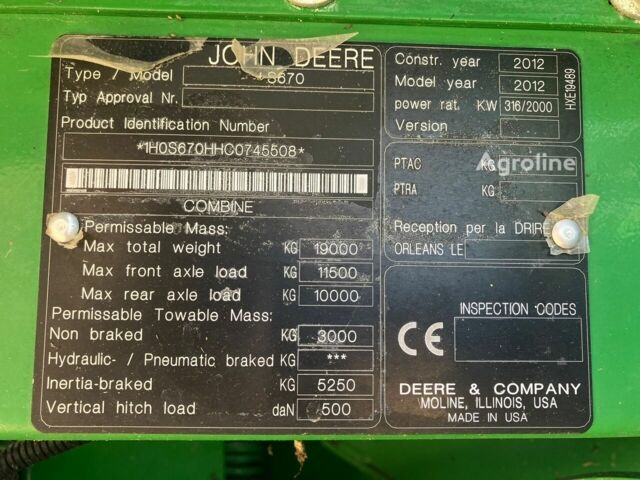 JOHN DEERE
Type / Model S670
Typ Approval Nr.
Product Identification Number
*1H0S670HHC0745508*
COMBINE
Permissable Mass:
Max total weight KG 19000
Max front axle load KG 11500
Max rear axle load KG 10000
Permissable Towable Mass:
Non braked KG 3000
Hydraulic- / Pneumatic braked KG ***
Inertia-braked KG 5250
Vertical hitch load daN 500
Constr. year 2012
Model year 2012
power rat. KW 316/2000
Version
HXE19489
PTAC KG
Agroline
PTRA KG
Reception per la DRIRE
ORLEANS LE
INSPECTION CODES
CE
DEERE & COMPANY
MOLINE, ILLINOIS, USA
MADE IN USA